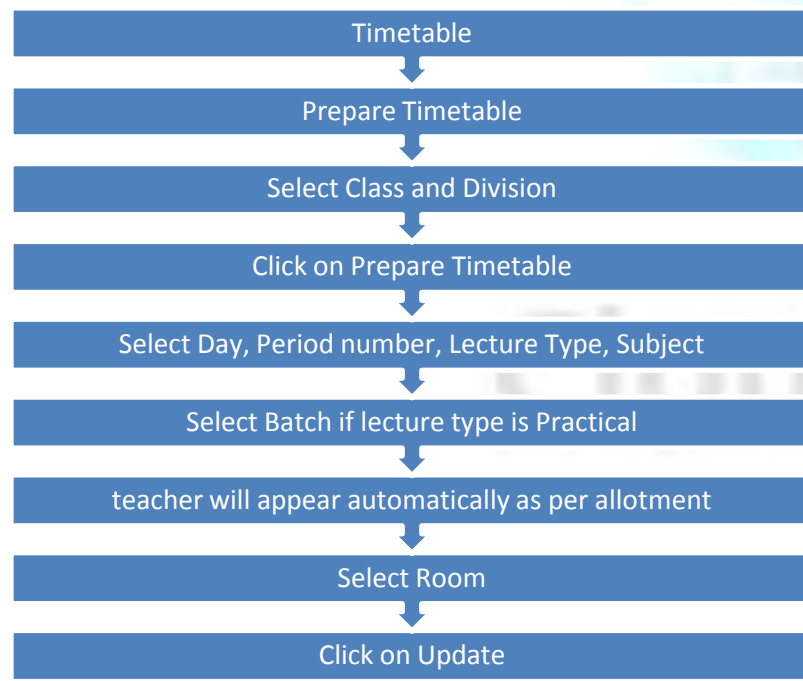 Timetable
Prepare Timetable
Select Class and Division
Click on Prepare Timetable
Select Day, Period number, Lecture Type, Subject
Select Batch if lecture type is Practical
teacher will appear automatically as per allotment
Select Room
Click on Update